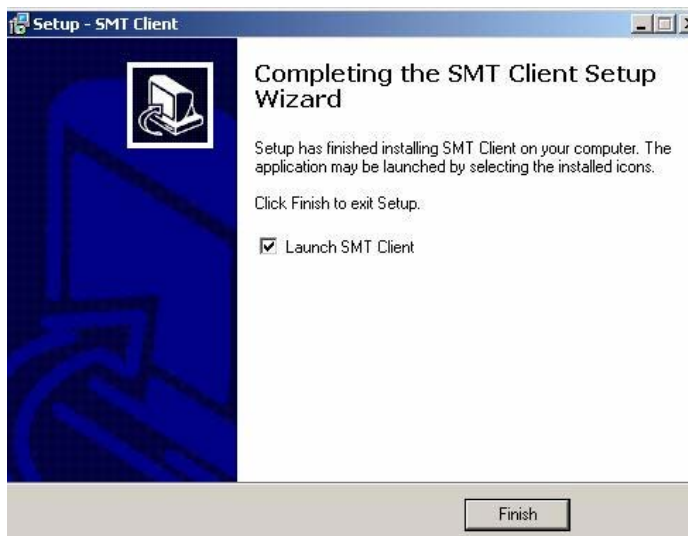 Setup - SMT Client
Completing the SMT Client Setup
Wizard
Setup has finished installing SMT Client on your computer. The
application may be launched by selecting the installed icons.
Click Finish to exit Setup.
Launch SMT Client
Finish